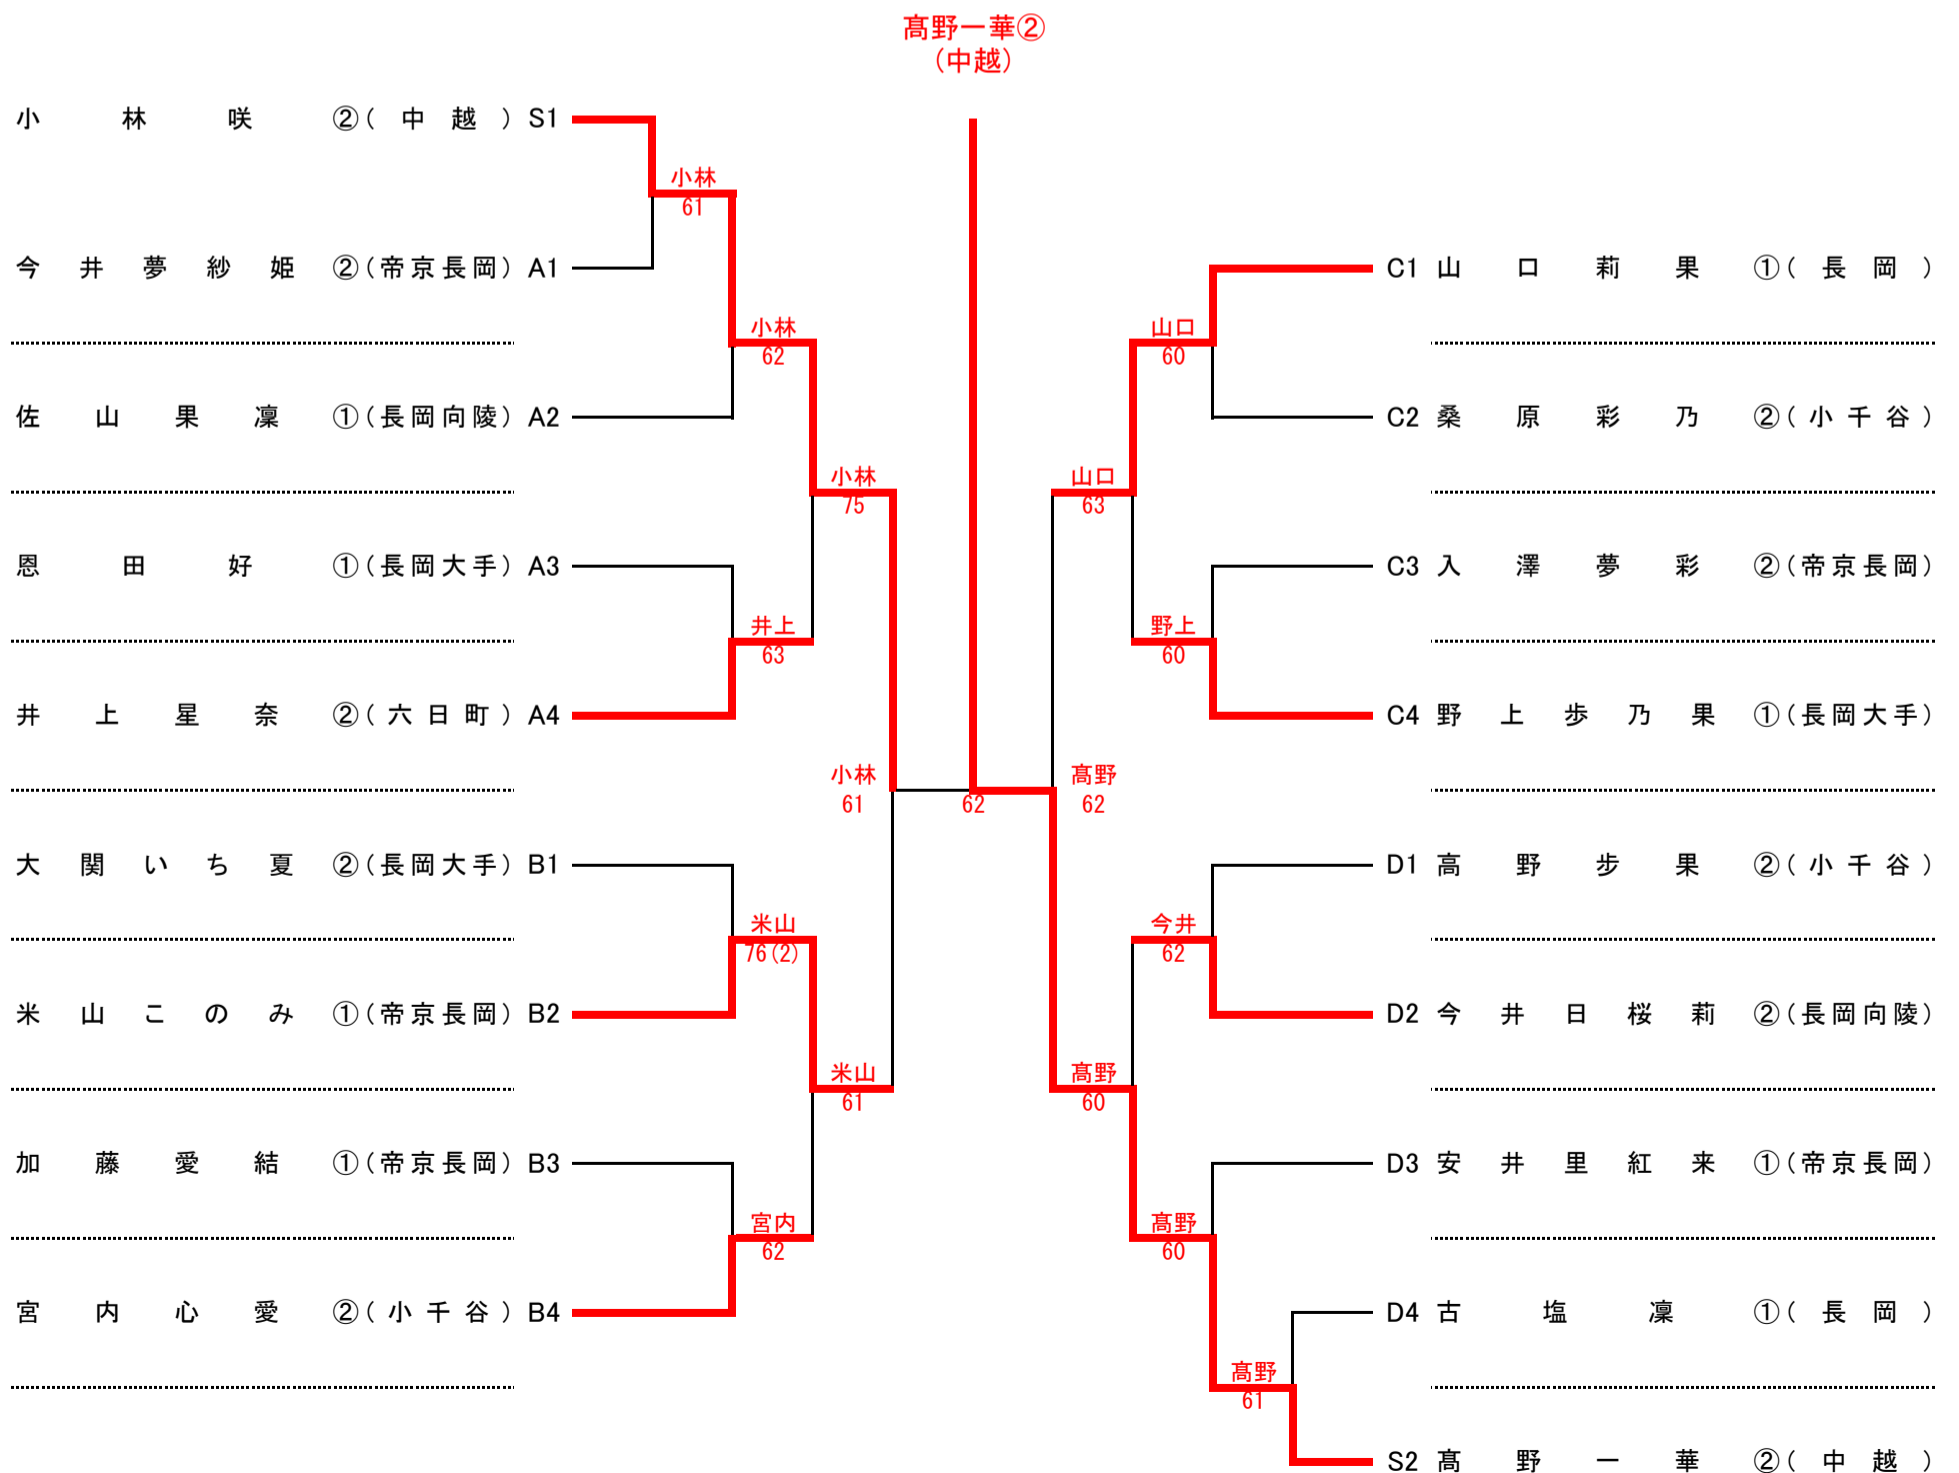 髙野一華②
(中越)
小林咲 ②(中越) S1
小林
61
今井夢紗姫 ②(帝京長岡) A1
C1 山口莉果 ①(長岡)
小林
62
山口
60
佐山果凜 ①(長岡向陵) A2
C2 桑原彩乃 ②(小千谷)
小林
75
山口
63
恩田好 ①(長岡大手) A3
C3 入澤夢彩 ②(帝京長岡)
井上
63
野上
60
井上星奈 ②(六日町) A4
C4 野上歩乃果 ①(長岡大手)
小林
61
62
髙野
62
大関いち夏 ②(長岡大手) B1
D1 高野歩果 ②(小千谷)
米山
76(2)
今井
62
米山このみ ①(帝京長岡) B2
D2 今井日桜莉 ②(長岡向陵)
米山
61
髙野
60
加藤愛結 ①(帝京長岡) B3
D3 安井里紅来 ①(帝京長岡)
宮内
62
髙野
60
宮内心愛 ②(小千谷) B4
D4 古塩凜 ①(長岡)
髙野
61
S2 髙野一華 ②(中越)